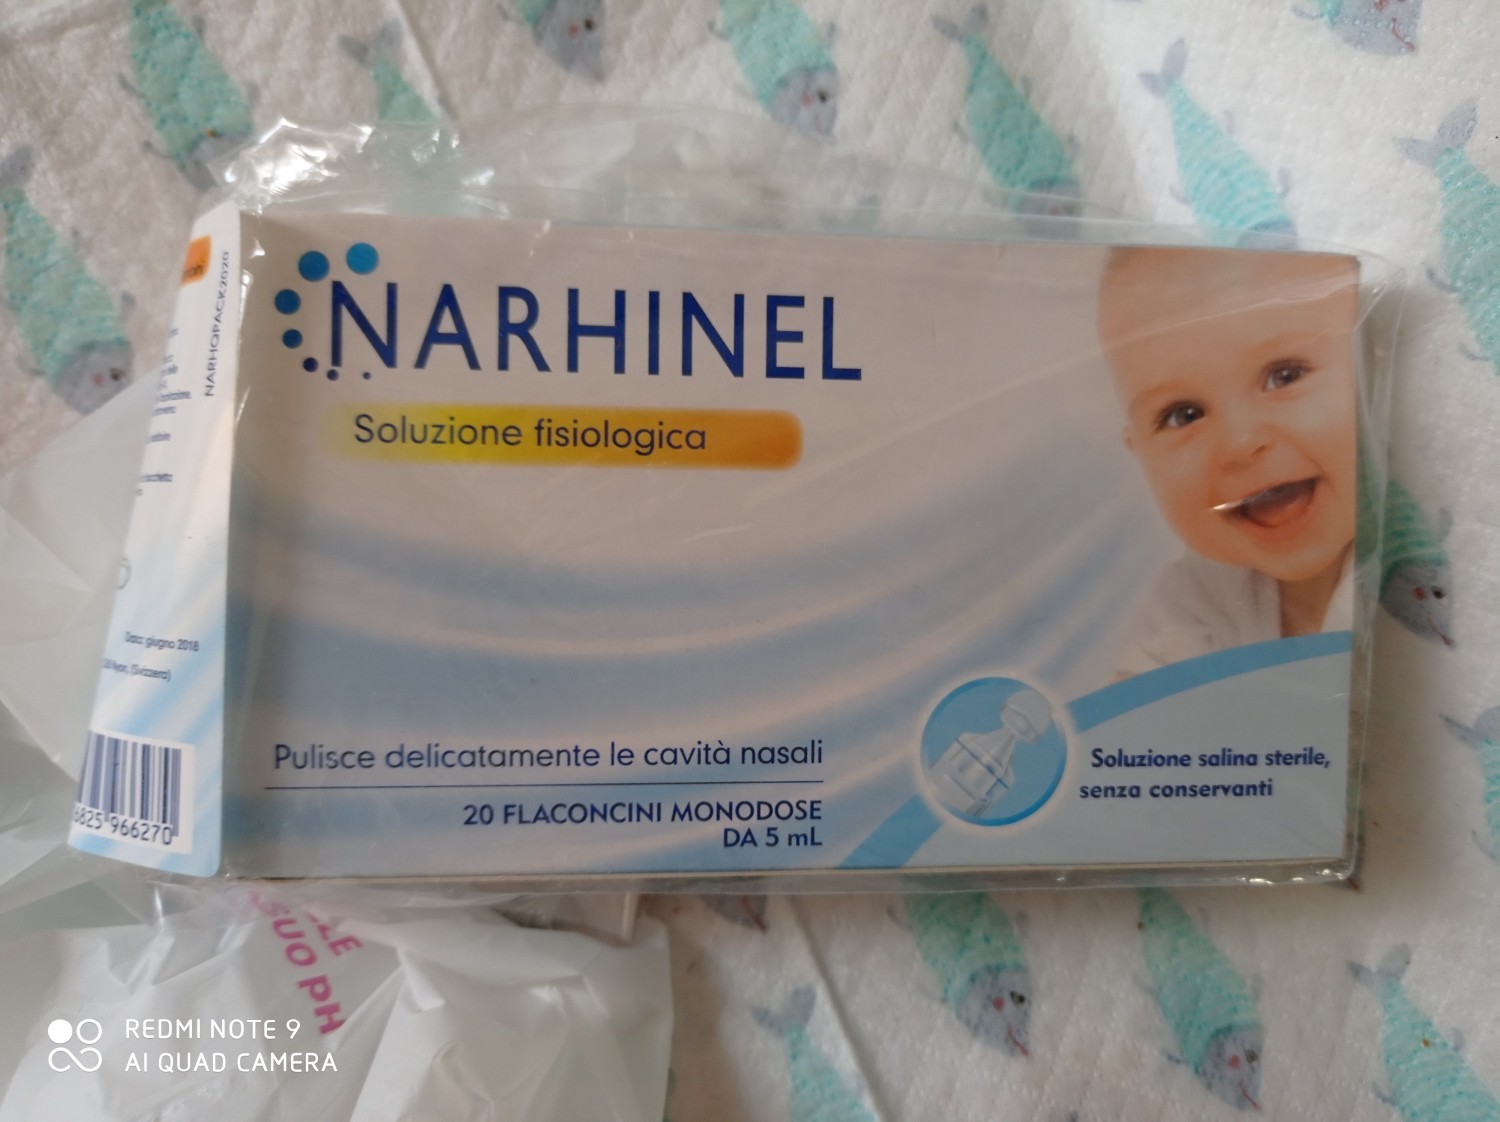 NARHINEL
Soluzione fisiologica
Pulisce delicatamente le cavità nasali
20 FLACONCINI MONODOSE
DA 5 mL
Soluzione salina sterile,
senza conservanti
NARHOPACK2020
Data: giugno 2018
(Svizzera)
6825 966270
SUO pH
REDMI NOTE 9
AI QUAD CAMERA